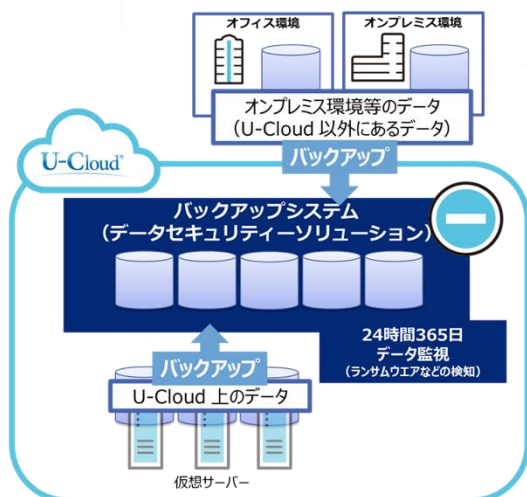 オフィス環境
オンプレミス環境
オンプレミス環境等のデータ
(U-Cloud 以外にあるデータ)
バックアップ
U-Cloud®
バックアップシステム
(データセキュリティーソリューション)
24時間365日
データ監視
(ランサムウエアなどの検知)
バックアップ
U-Cloud 上のデータ
仮想サーバー